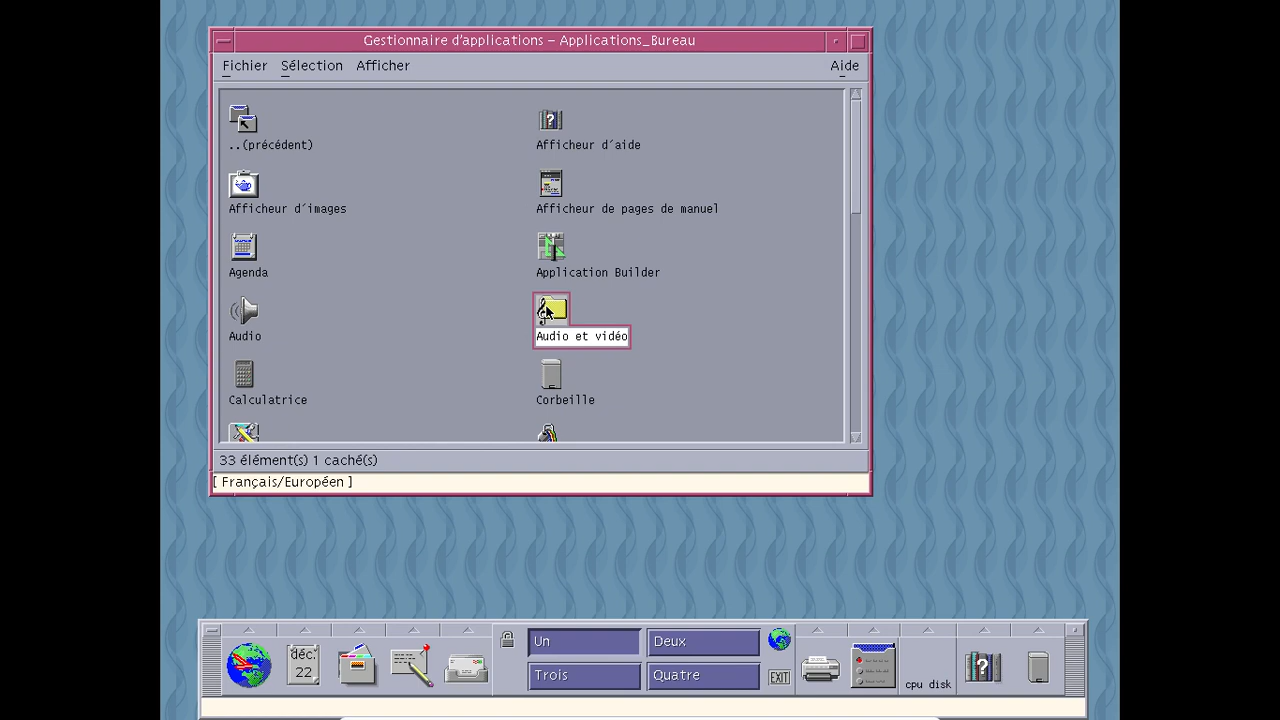 Gestionnaire d'applications – Applications_Bureau
Fichier Sélection Afficher Aide
..(précédent) Afficheur d'aide
Afficheur d'images Afficheur de pages de manuel
Agenda Application Builder
Audio Audio et vidéo
Calculatrice Corbeille
33 élément(s) 1 caché(s)
[ Français/Européen ]
déc
22
Un Deux
Trois Quatre
EXIT
cpu disk